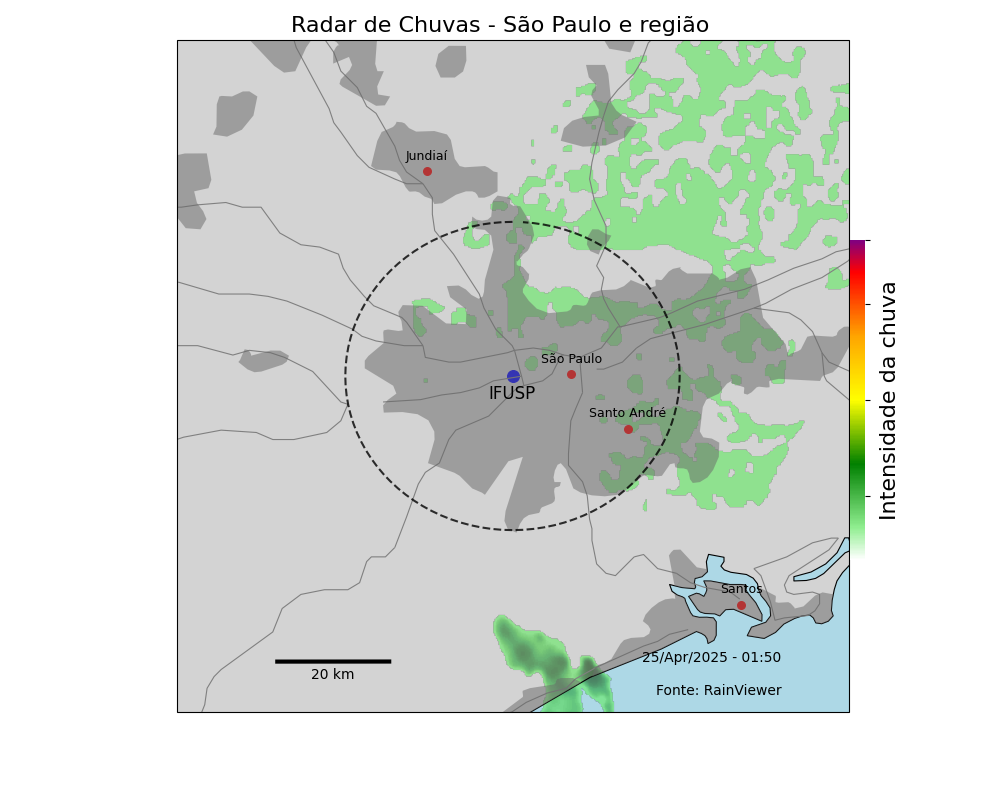 Radar de Chuvas - São Paulo e região
Jundiaí
São Paulo
IFUSP
Santo André
Intensidade da chuva
Santos
25/Apr/2025 - 01:50
20 km
Fonte: RainViewer